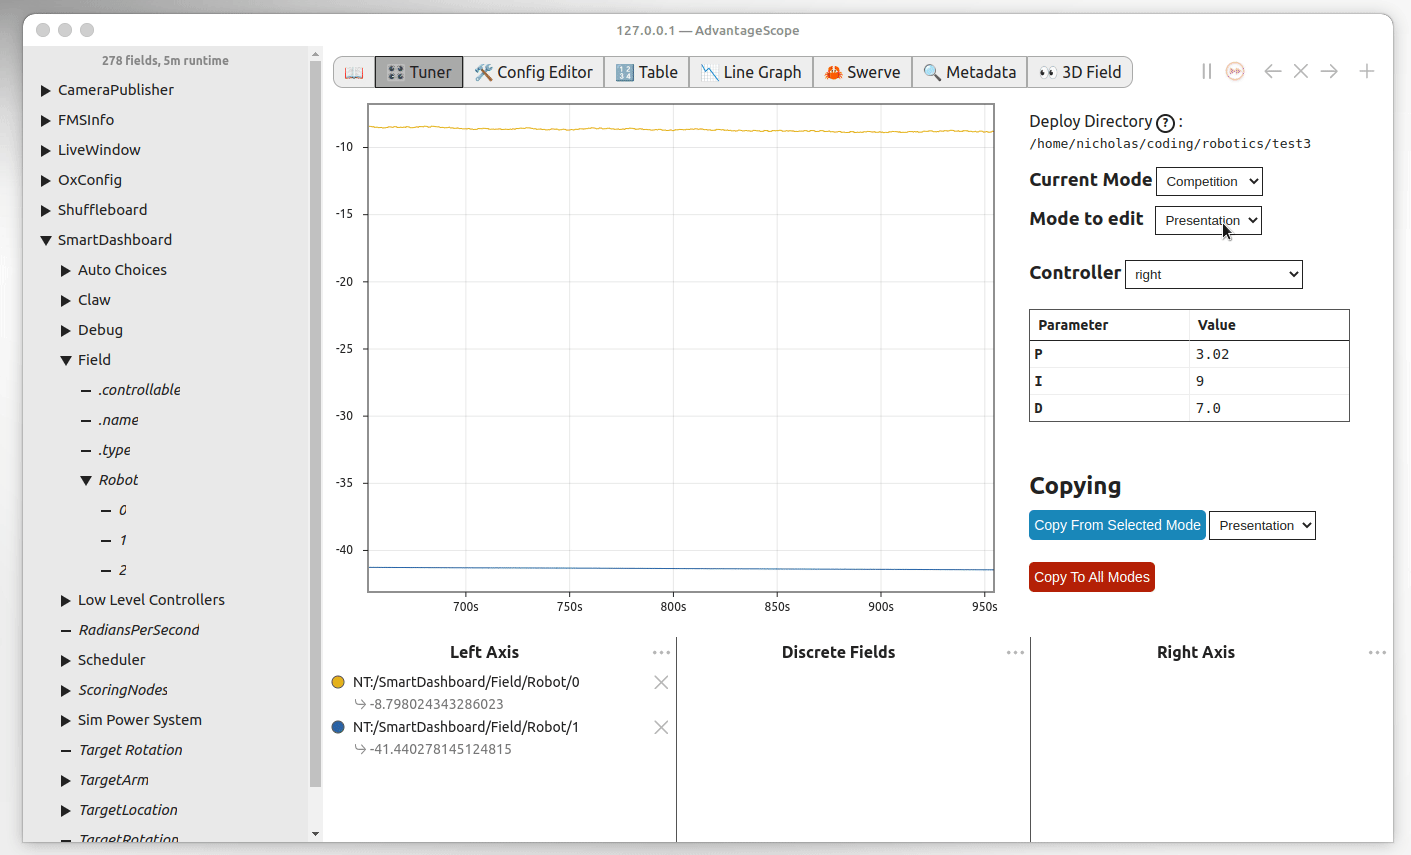 127.0.0.1 — AdvantageScope
278 fields, 5m runtime
CameraPublisher
FMSInfo
LiveWindow
OxConfig
Shuffleboard
SmartDashboard
Auto Choices
Claw
Debug
Field
.controllable
.name
.type
Robot
0
1
2
Low Level Controllers
RadiansPerSecond
Scheduler
ScoringNodes
Sim Power System
Target Rotation
TargetArm
TargetLocation
TargetRotation
Tuner
Config Editor
Table
Line Graph
Swerve
Metadata
3D Field
-10
-15
-20
-25
-30
-35
-40
700s
750s
800s
850s
900s
950s
Deploy Directory ? :
/home/nicholas/coding/robotics/test3
Current Mode Competition
Mode to edit Presentation
Controller right
Parameter Value
P 3.02
I 9
D 7.0
Copying
Copy From Selected Mode Presentation
Copy To All Modes
Left Axis ...
NT:/SmartDashboard/Field/Robot/0
-8.798024343286023
NT:/SmartDashboard/Field/Robot/1
-41.440278145124815
Discrete Fields ...
Right Axis ...